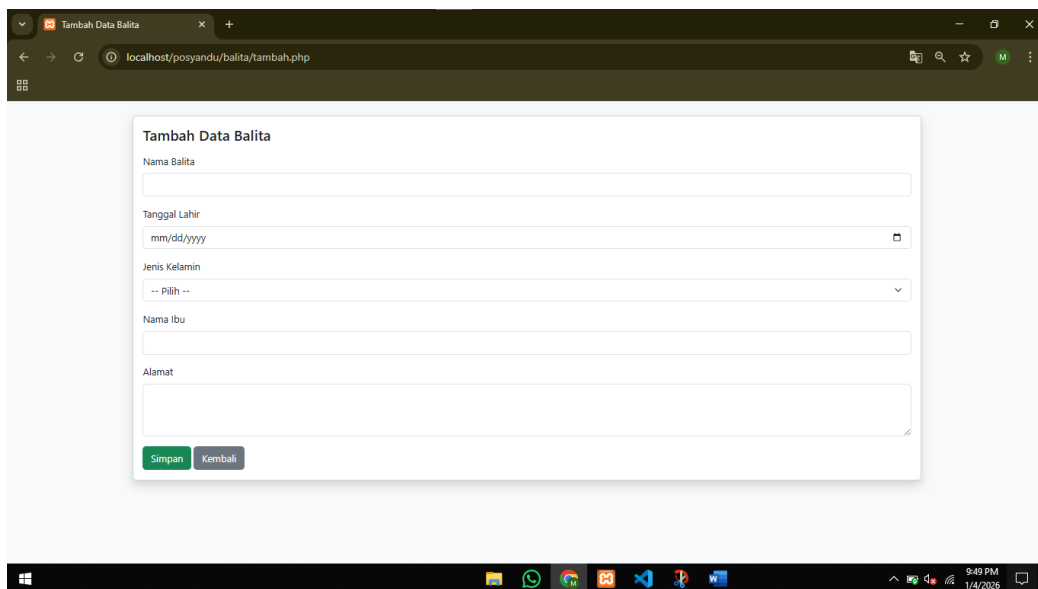 Tambah Data Balita
localhost/posyandu/balita/tambah.php
M
Tambah Data Balita
Nama Balita
Tanggal Lahir
mm/dd/yyyy
Jenis Kelamin
-- Pilih --
Nama Ibu
Alamat
Simpan Kembali
9:49 PM
1/4/2026